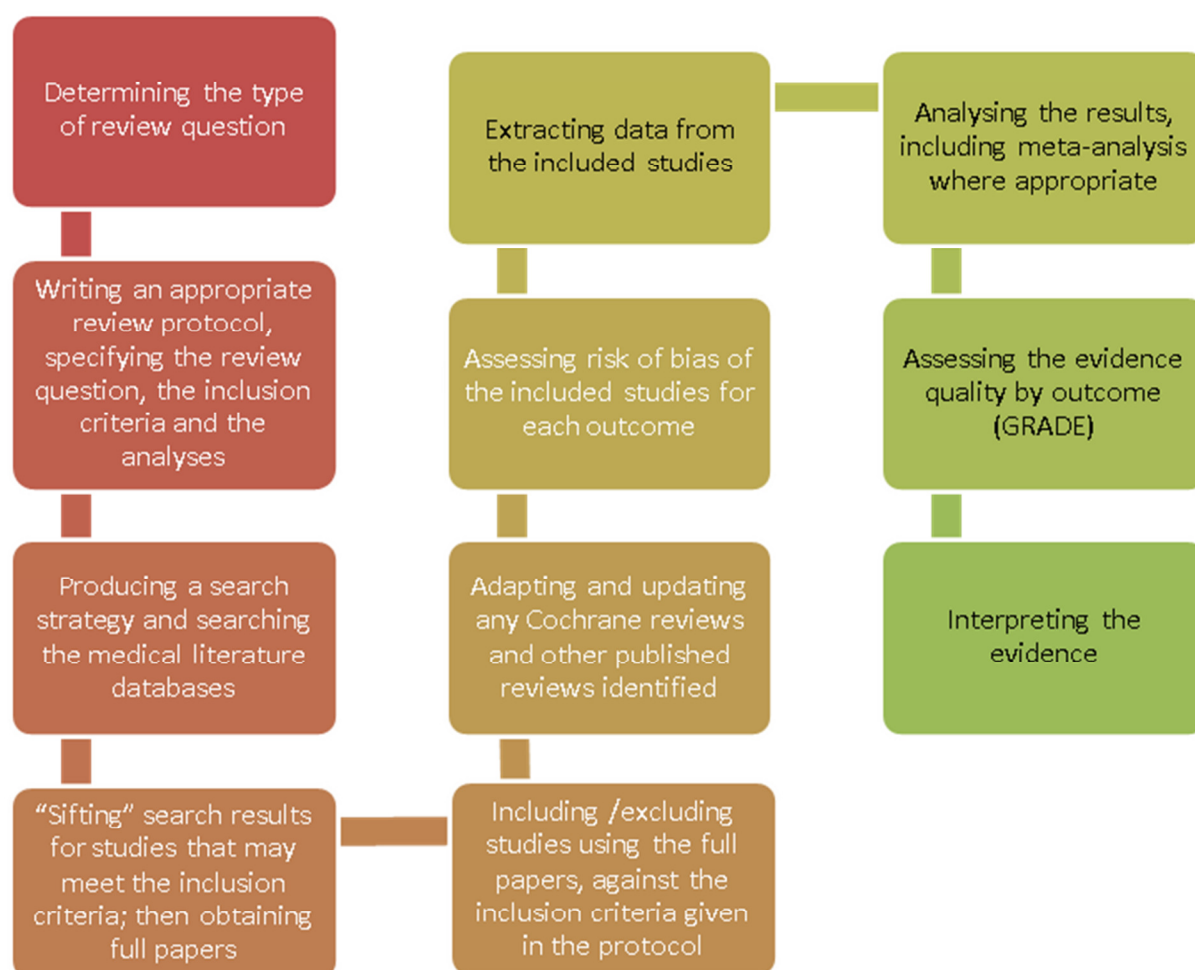 Determining the type
of review question
Writing an appropriate
review protocol,
specifying the review
question, the inclusion
criteria and the
analyses
Producing a search
strategy and searching
the medical literature
databases
“Sifting” search results
for studies that may
meet the inclusion
criteria; then obtaining
full papers
Including /excluding
studies using the full
papers, against the
inclusion criteria given
in the protocol
Adapting and updating
any Cochrane reviews
and other published
reviews identified
Assessing risk of bias of
the included studies for
each outcome
Extracting data from
the included studies
Analysing the results,
including meta-analysis
where appropriate
Assessing the evidence
quality by outcome
(GRADE)
Interpreting the
evidence